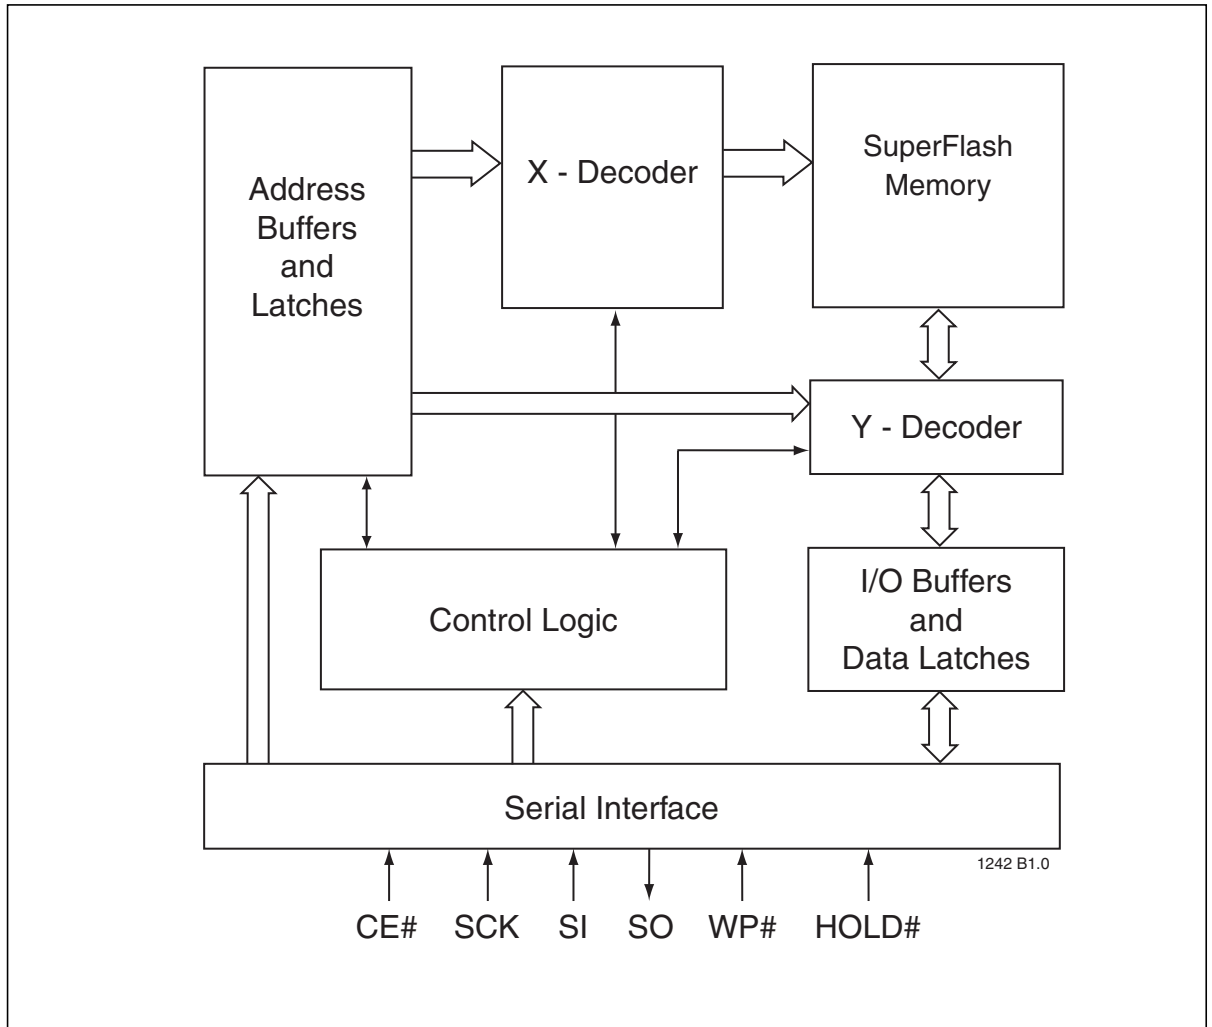 Address
Buffers
and
Latches
X - Decoder
SuperFlash
Memory
Y - Decoder
Control Logic
I/O Buffers
and
Data Latches
Serial Interface
1242 B1.0
CE# SCK SI SO WP# HOLD#